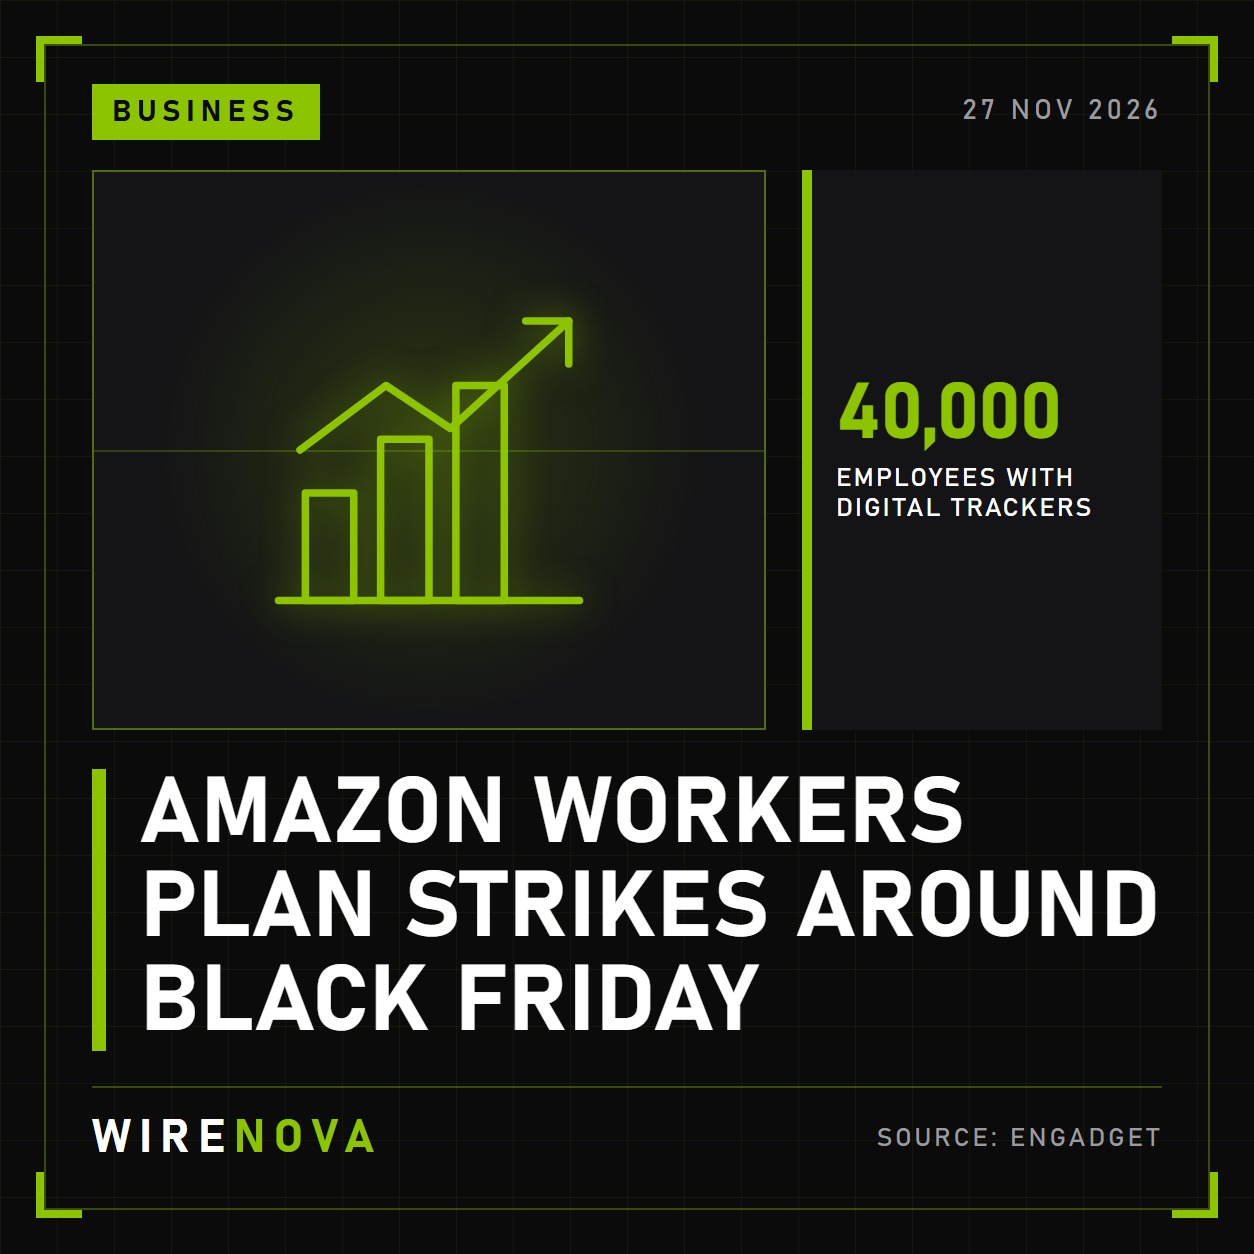 BUSINESS
27 NOV 2026
40,000
EMPLOYEES WITH
DIGITAL TRACKERS
AMAZON WORKERS
PLAN STRIKES AROUND
BLACK FRIDAY
WIRENOVA
SOURCE: ENGADGET